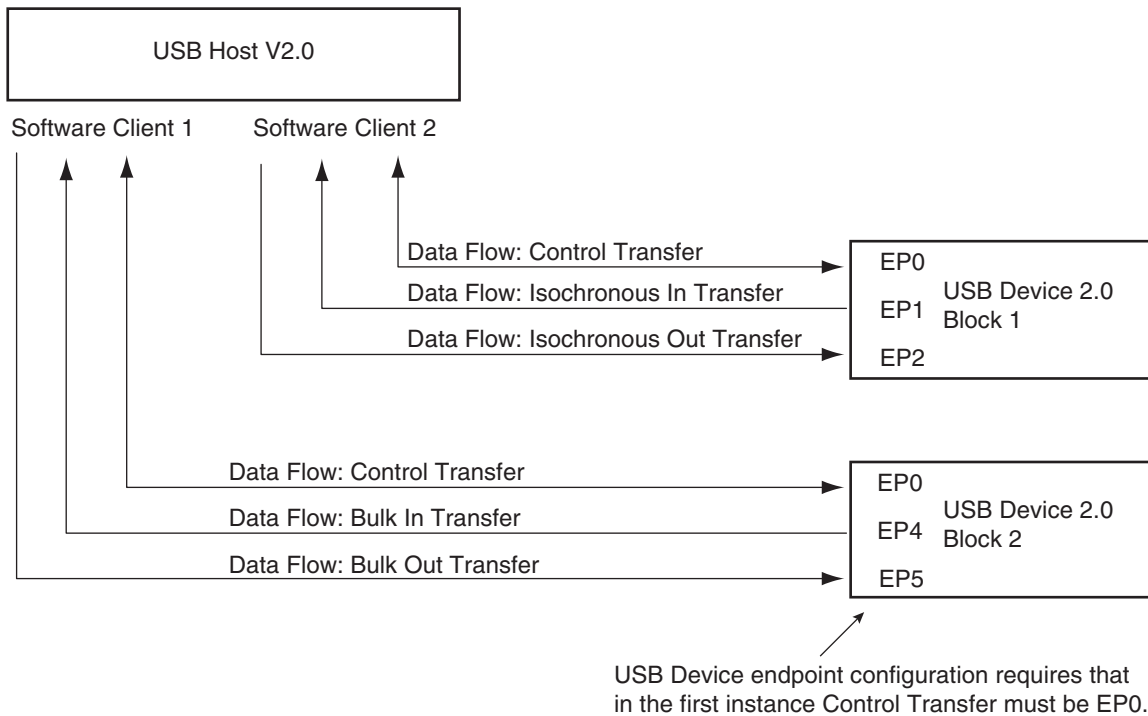 USB Host V2.0
Software Client 1
Software Client 2
Data Flow: Control Transfer
Data Flow: Isochronous In Transfer
Data Flow: Isochronous Out Transfer
EP0
EP1
EP2
USB Device 2.0
Block 1
Data Flow: Control Transfer
Data Flow: Bulk In Transfer
Data Flow: Bulk Out Transfer
EP0
EP4
EP5
USB Device 2.0
Block 2
USB Device endpoint configuration requires that
in the first instance Control Transfer must be EP0.